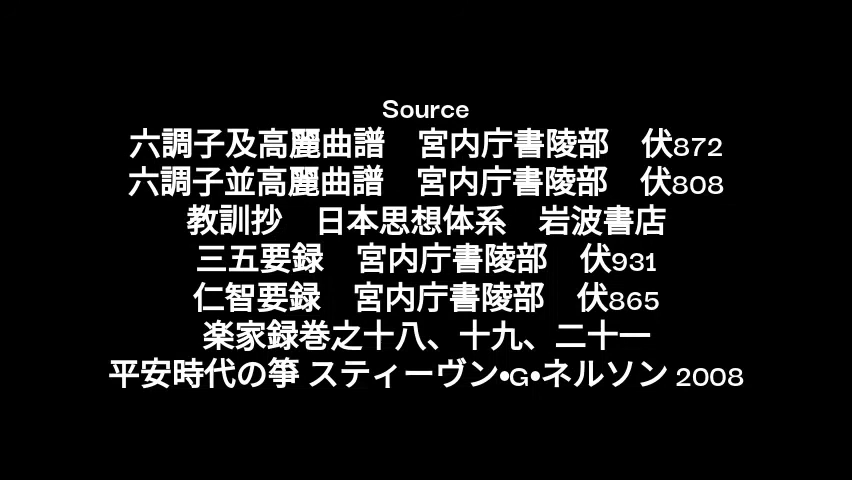 Source
六調子及高麗曲譜　宮内庁書陵部　伏872
六調子並高麗曲譜　宮内庁書陵部　伏808
教訓抄　日本思想体系　岩波書店
三五要録　宮内庁書陵部　伏931
仁智要録　宮内庁書陵部　伏865
楽家録巻之十八、十九、二十一
平安時代の箏 スティーヴン•G•ネルソン 2008